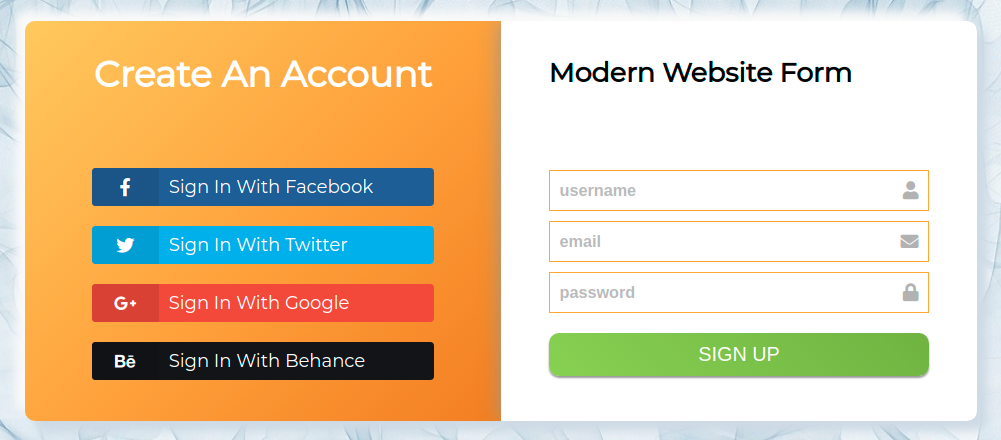 Create An Account
Sign In With Facebook
Sign In With Twitter
G+ Sign In With Google
Bē Sign In With Behance
Modern Website Form
username
email
password
SIGN UP